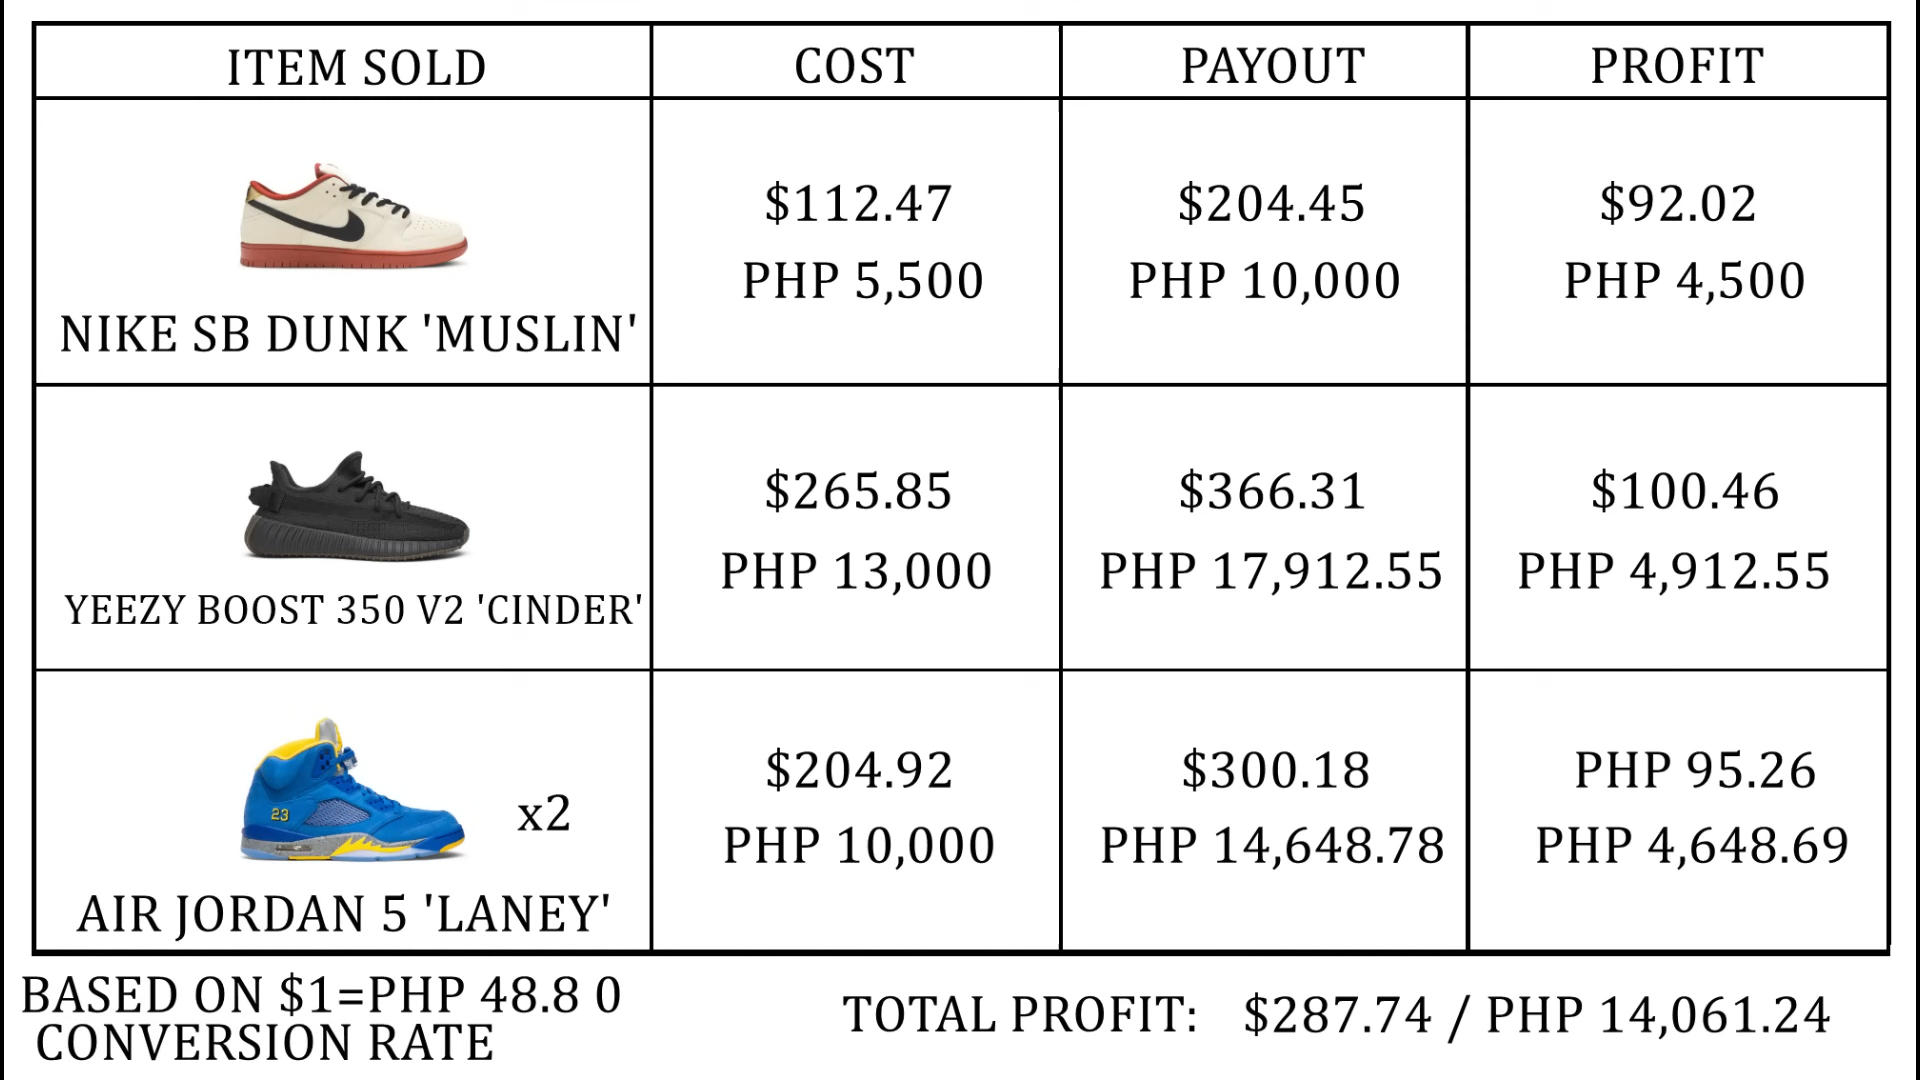 ITEM SOLD
COST
PAYOUT
PROFIT
NIKE SB DUNK 'MUSLIN'
$112.47
PHP 5,500
$204.45
PHP 10,000
$92.02
PHP 4,500
YEEZY BOOST 350 V2 'CINDER'
$265.85
PHP 13,000
$366.31
PHP 17,912.55
$100.46
PHP 4,912.55
23
x2
AIR JORDAN 5 'LANEY'
$204.92
PHP 10,000
$300.18
PHP 14,648.78
PHP 95.26
PHP 4,648.69
BASED ON $1=PHP 48.8 0
CONVERSION RATE
TOTAL PROFIT: $287.74 / PHP 14,061.24